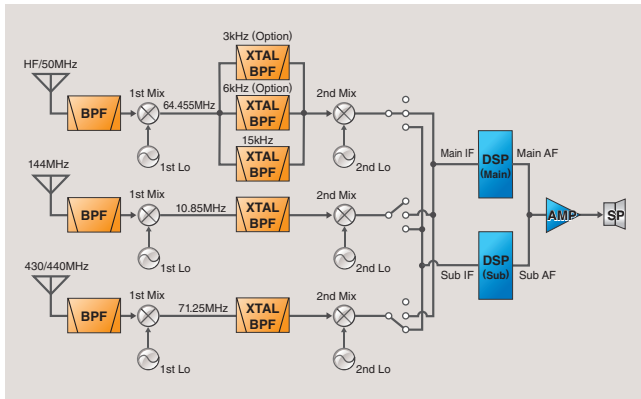 3kHz (Option)
HF/50MHz
XTAL
BPF
1st Mix
6kHz (Option)
2nd Mix
BPF
64.455MHz
XTAL
BPF
15kHz
1st Lo
XTAL
BPF
2nd Lo
Main IF
DSP
(Main)
Main AF
144MHz
1st Mix
2nd Mix
BPF
10.85MHz
XTAL
BPF
AMP
SP
1st Lo
2nd Lo
DSP
(Sub)
Sub IF
Sub AF
430/440MHz
1st Mix
2nd Mix
BPF
71.25MHz
XTAL
BPF
1st Lo
2nd Lo